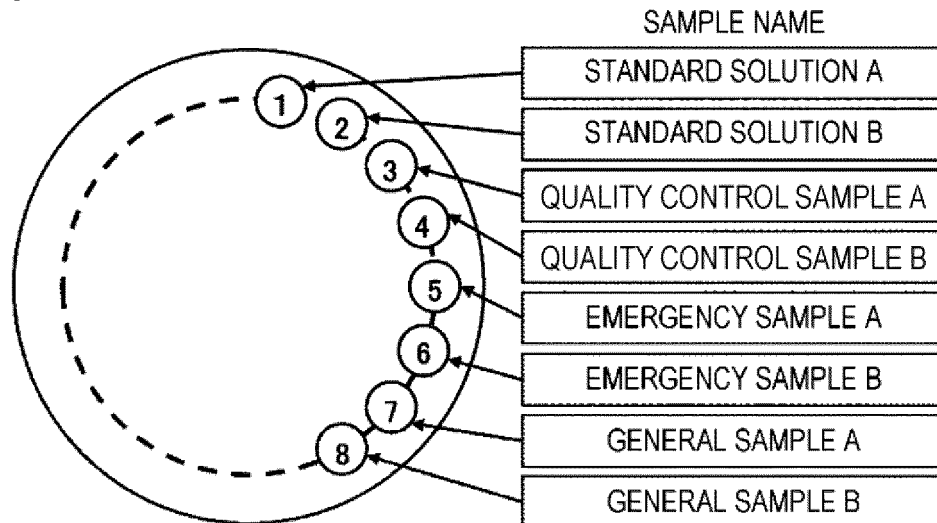 SAMPLE NAME
1
STANDARD SOLUTION A
2
STANDARD SOLUTION B
3
QUALITY CONTROL SAMPLE A
4
QUALITY CONTROL SAMPLE B
5
EMERGENCY SAMPLE A
6
EMERGENCY SAMPLE B
7
GENERAL SAMPLE A
8
GENERAL SAMPLE B